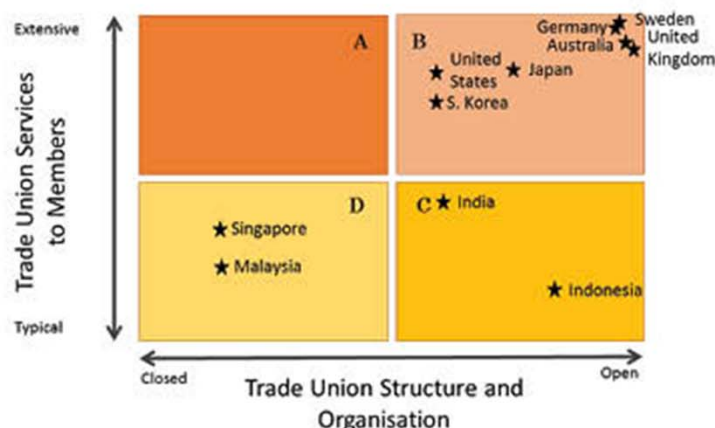 Extensive
Trade Union Services
to Members
Typical
A
B
Germany
Sweden
Australia
United
Kingdom
United
States
Japan
S. Korea
D
C
India
Singapore
Malaysia
Indonesia
Closed
Open
Trade Union Structure and
Organisation